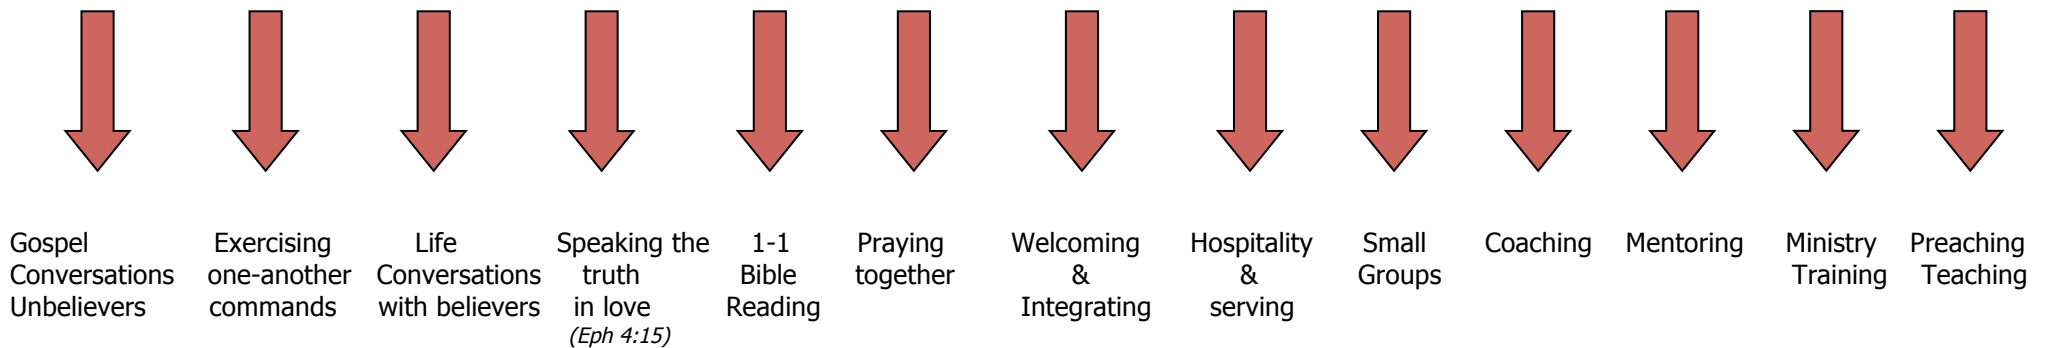 Gospel
Conversations
Unbelievers
Exercising
one-another
commands
Life
Conversations
with believers
Speaking the
truth
in love
(Eph 4:15)
1-1
Bible
Reading
Praying
together
Welcoming
&
Integrating
Hospitality
&
serving
Small
Groups
Coaching
Mentoring
Ministry
Training
Preaching
Teaching